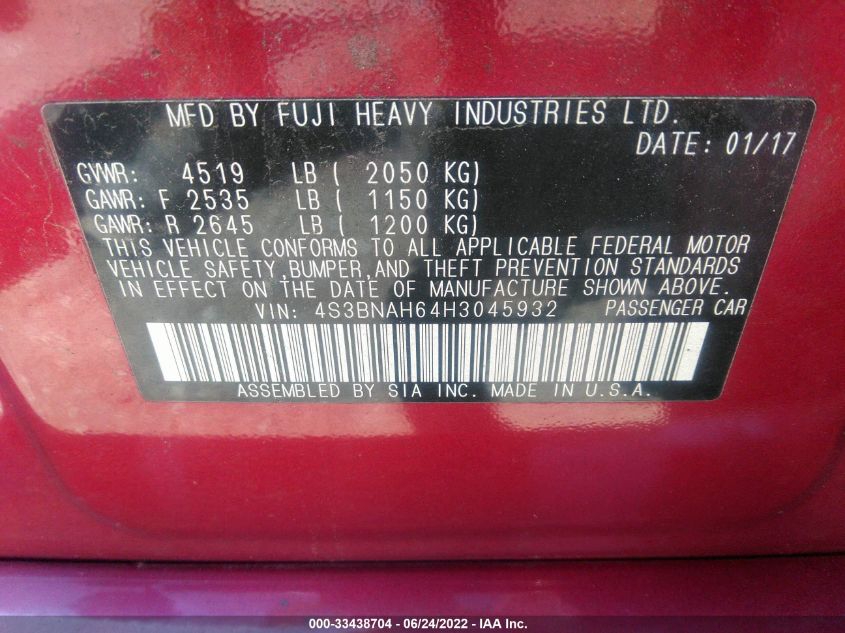 MFD BY FUJI HEAVY INDUSTRIES LTD.
DATE: 01/17
GVWR: 4519 LB ( 2050 KG)
GAWR: F 2535 LB ( 1150 KG)
GAWR: R 2645 LB ( 1200 KG)
THIS VEHICLE CONFORMS TO ALL APPLICABLE FEDERAL MOTOR
VEHICLE SAFETY,BUMPER,AND THEFT PREVENTION STANDARDS
IN EFFECT ON THE DATE OF MANUFACTURE SHOWN ABOVE.
VIN: 4S3BNAH64H3045932 PASSENGER CAR
ASSEMBLED BY SIA INC. MADE IN U.S.A.
000-33438704 - 06/24/2022 - IAA Inc.